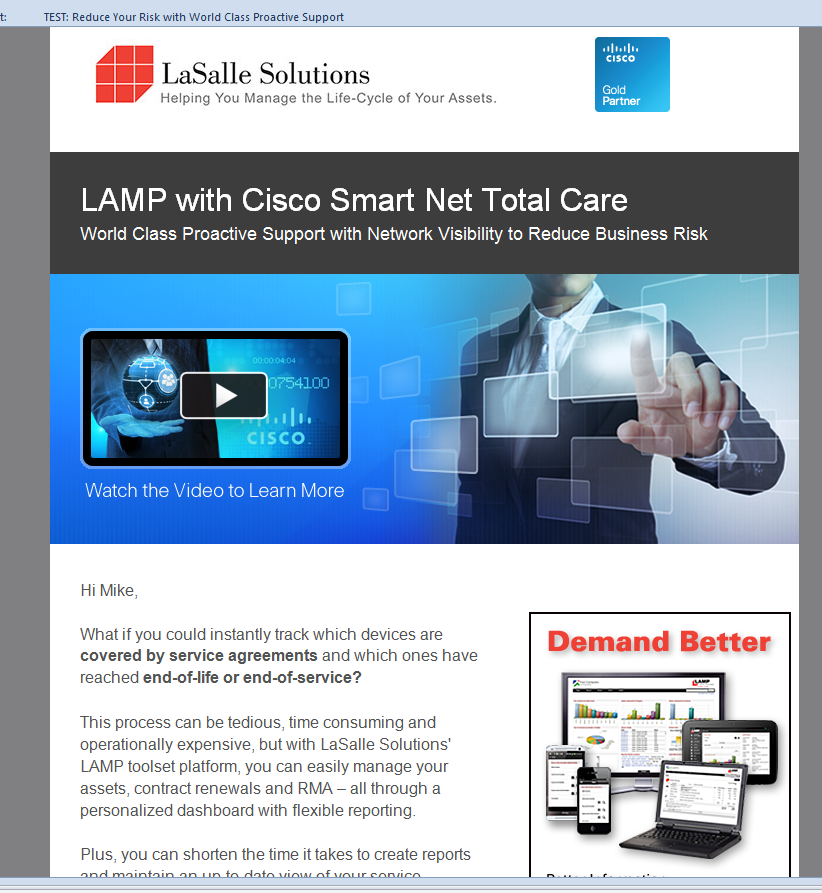 t: TEST: Reduce Your Risk with World Class Proactive Support
LaSalle Solutions
Helping You Manage the Life-Cycle of Your Assets.
CISCO
Gold
Partner
LAMP with Cisco Smart Net Total Care
World Class Proactive Support with Network Visibility to Reduce Business Risk
00:00:04:04
0754100
CISCO
Watch the Video to Learn More
Hi Mike,
What if you could instantly track which devices are
covered by service agreements and which ones have
reached end-of-life or end-of-service?
This process can be tedious, time consuming and
operationally expensive, but with LaSalle Solutions'
LAMP toolset platform, you can easily manage your
assets, contract renewals and RMA – all through a
personalized dashboard with flexible reporting.
Plus, you can shorten the time it takes to create reports
and maintain an up-to-date view of your service
Demand Better
LAMP
Better Information